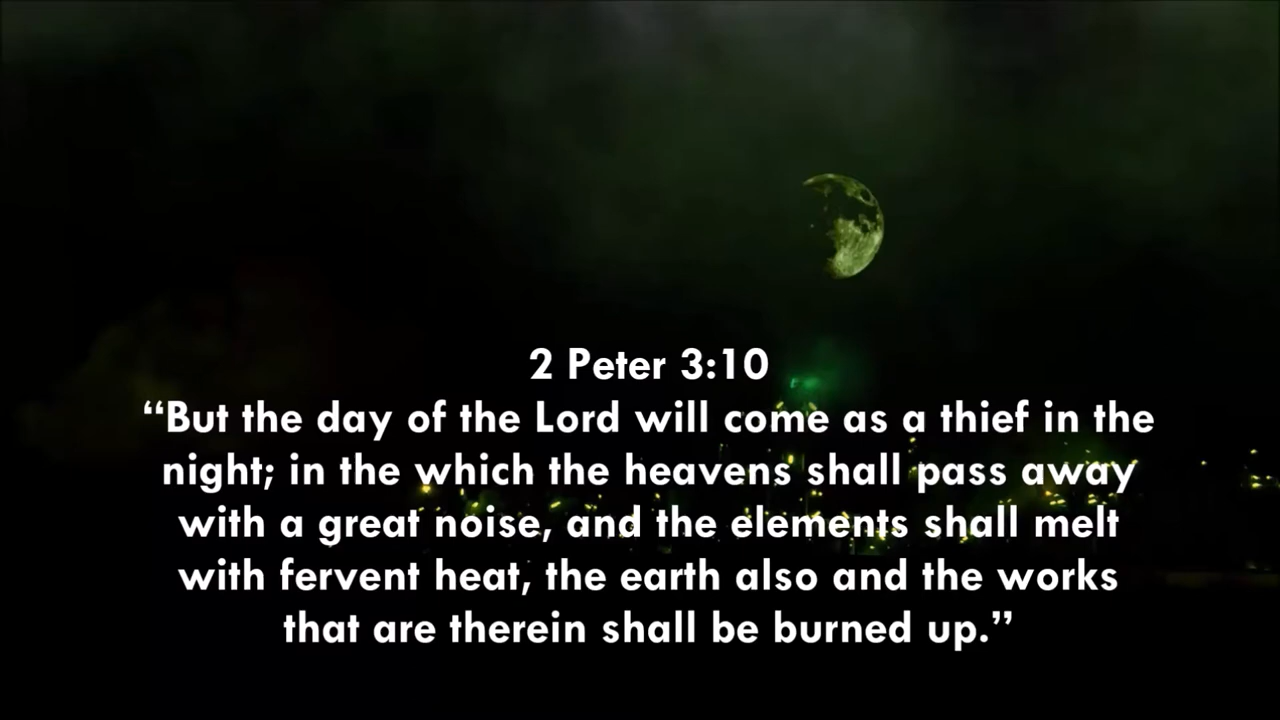 2 Peter 3:10
“But the day of the Lord will come as a thief in the
night; in the which the heavens shall pass away
with a great noise, and the elements shall melt
with fervent heat, the earth also and the works
that are therein shall be burned up.”